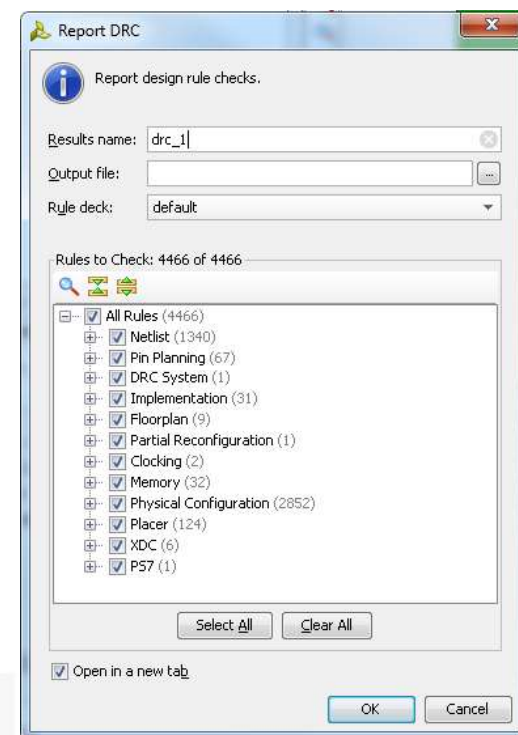 Report DRC
Report design rule checks.
Results name: drc_1
Output file:
...
Rule deck: default
Rules to Check: 4466 of 4466
All Rules (4466)
Netlist (1340)
Pin Planning (67)
DRC System (1)
Implementation (31)
Floorplan (9)
Partial Reconfiguration (1)
Clocking (2)
Memory (32)
Physical Configuration (2852)
Placer (124)
XDC (6)
PS7 (1)
Select All Clear All
Open in a new tab
OK Cancel